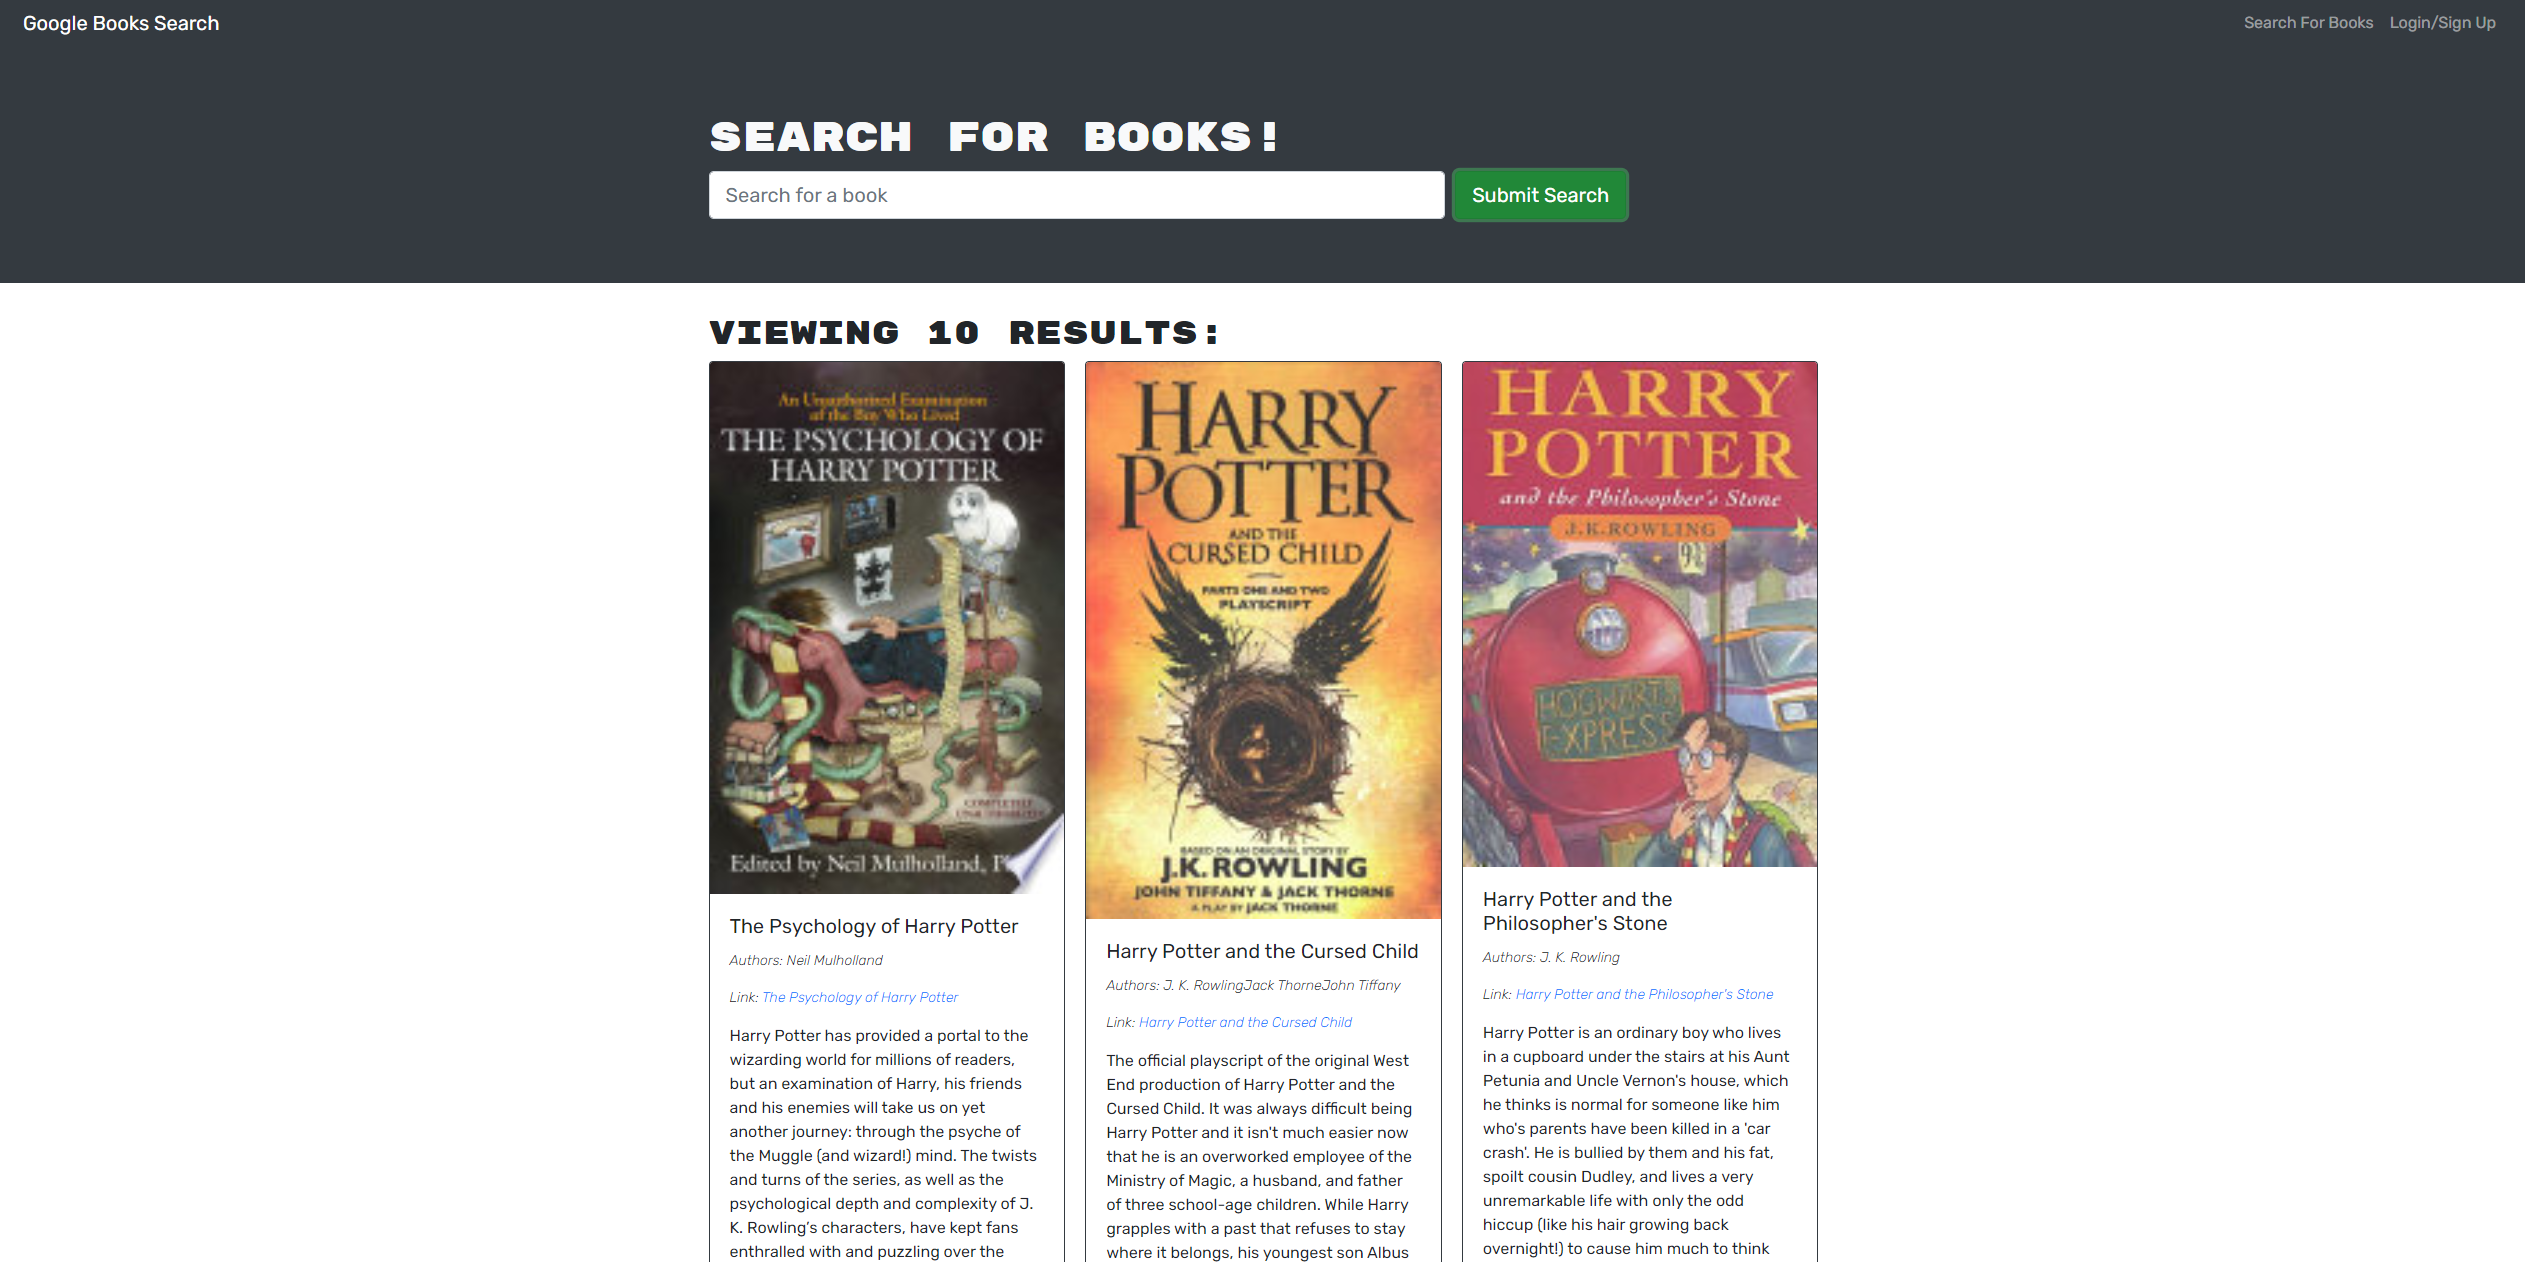 Google Books Search
Search For Books
Login/Sign Up
SEARCH FOR BOOKS!
Search for a book
Submit Search
VIEWING 10 RESULTS:
An Unauthorized Examination
of the Boy Who Lived
THE PSYCHOLOGY OF
HARRY POTTER
COMPLETELY
UNAUTHORIZED
Edited by Neil Mulholland,
The Psychology of Harry Potter
Authors: Neil Mulholland
Link: The Psychology of Harry Potter
Harry Potter has provided a portal to the
wizarding world for millions of readers,
but an examination of Harry, his friends
and his enemies will take us on yet
another journey: through the psyche of
the Muggle (and wizard!) mind. The twists
and turns of the series, as well as the
psychological depth and complexity of J.
K. Rowling's characters, have kept fans
enthralled with and puzzling over the
HARRY
POTTER
AND THE
CURSED CHILD
PARTS ONE AND TWO
PLAYSCRIPT
BASED ON AN ORIGINAL STORY BY
J.K. ROWLING
JOHN TIFFANY & JACK THORNE
A PLAY BY JACK THORNE
Harry Potter and the Cursed Child
Authors: J. K. RowlingJack ThorneJohn Tiffany
Link: Harry Potter and the Cursed Child
The official playscript of the original West
End production of Harry Potter and the
Cursed Child. It was always difficult being
Harry Potter and it isn't much easier now
that he is an overworked employee of the
Ministry of Magic, a husband, and father
of three school-age children. While Harry
grapples with a past that refuses to stay
where it belongs, his youngest son Albus
HARRY
POTTER
and the Philosopher's Stone
J.K.ROWLING
9¾
HOGWARTS
EXPRESS
Harry Potter and the
Philosopher's Stone
Authors: J. K. Rowling
Link: Harry Potter and the Philosopher's Stone
Harry Potter is an ordinary boy who lives
in a cupboard under the stairs at his Aunt
Petunia and Uncle Vernon's house, which
he thinks is normal for someone like him
who's parents have been killed in a 'car
crash'. He is bullied by them and his fat,
spoilt cousin Dudley, and lives a very
unremarkable life with only the odd
hiccup (like his hair growing back
overnight!) to cause him much to think